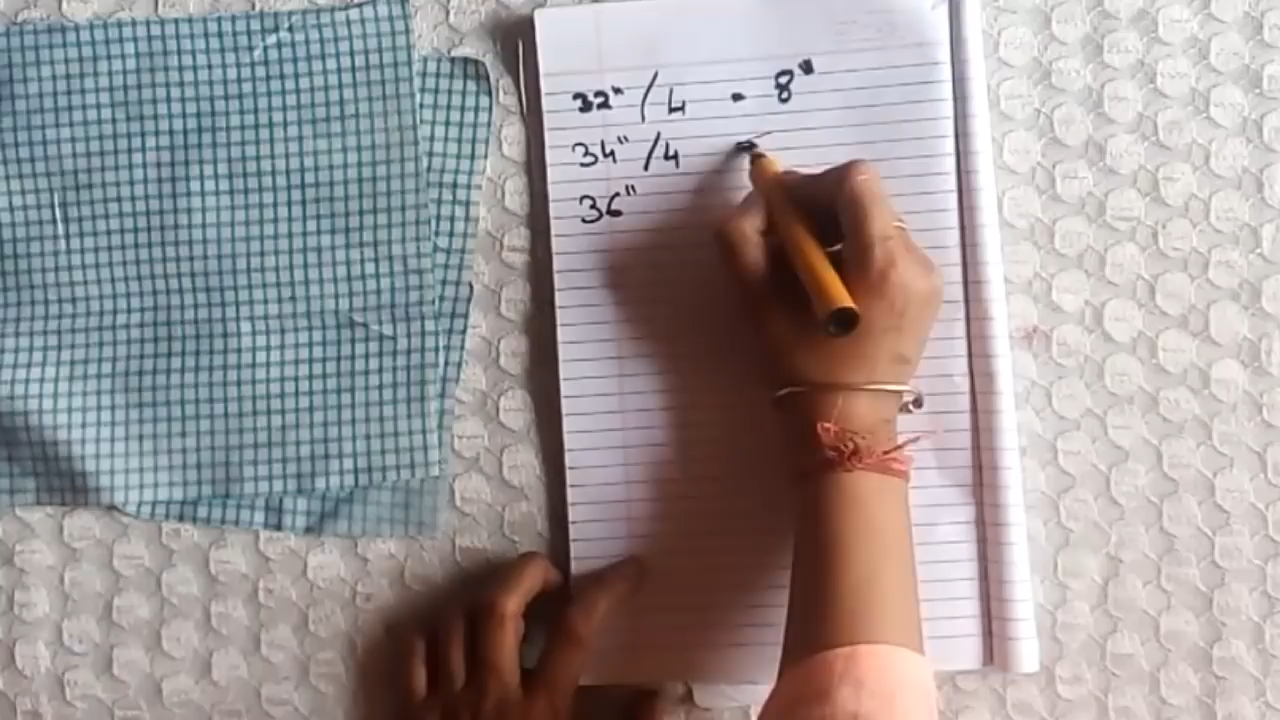 32" / 4 = 8"
34" / 4 =
36"